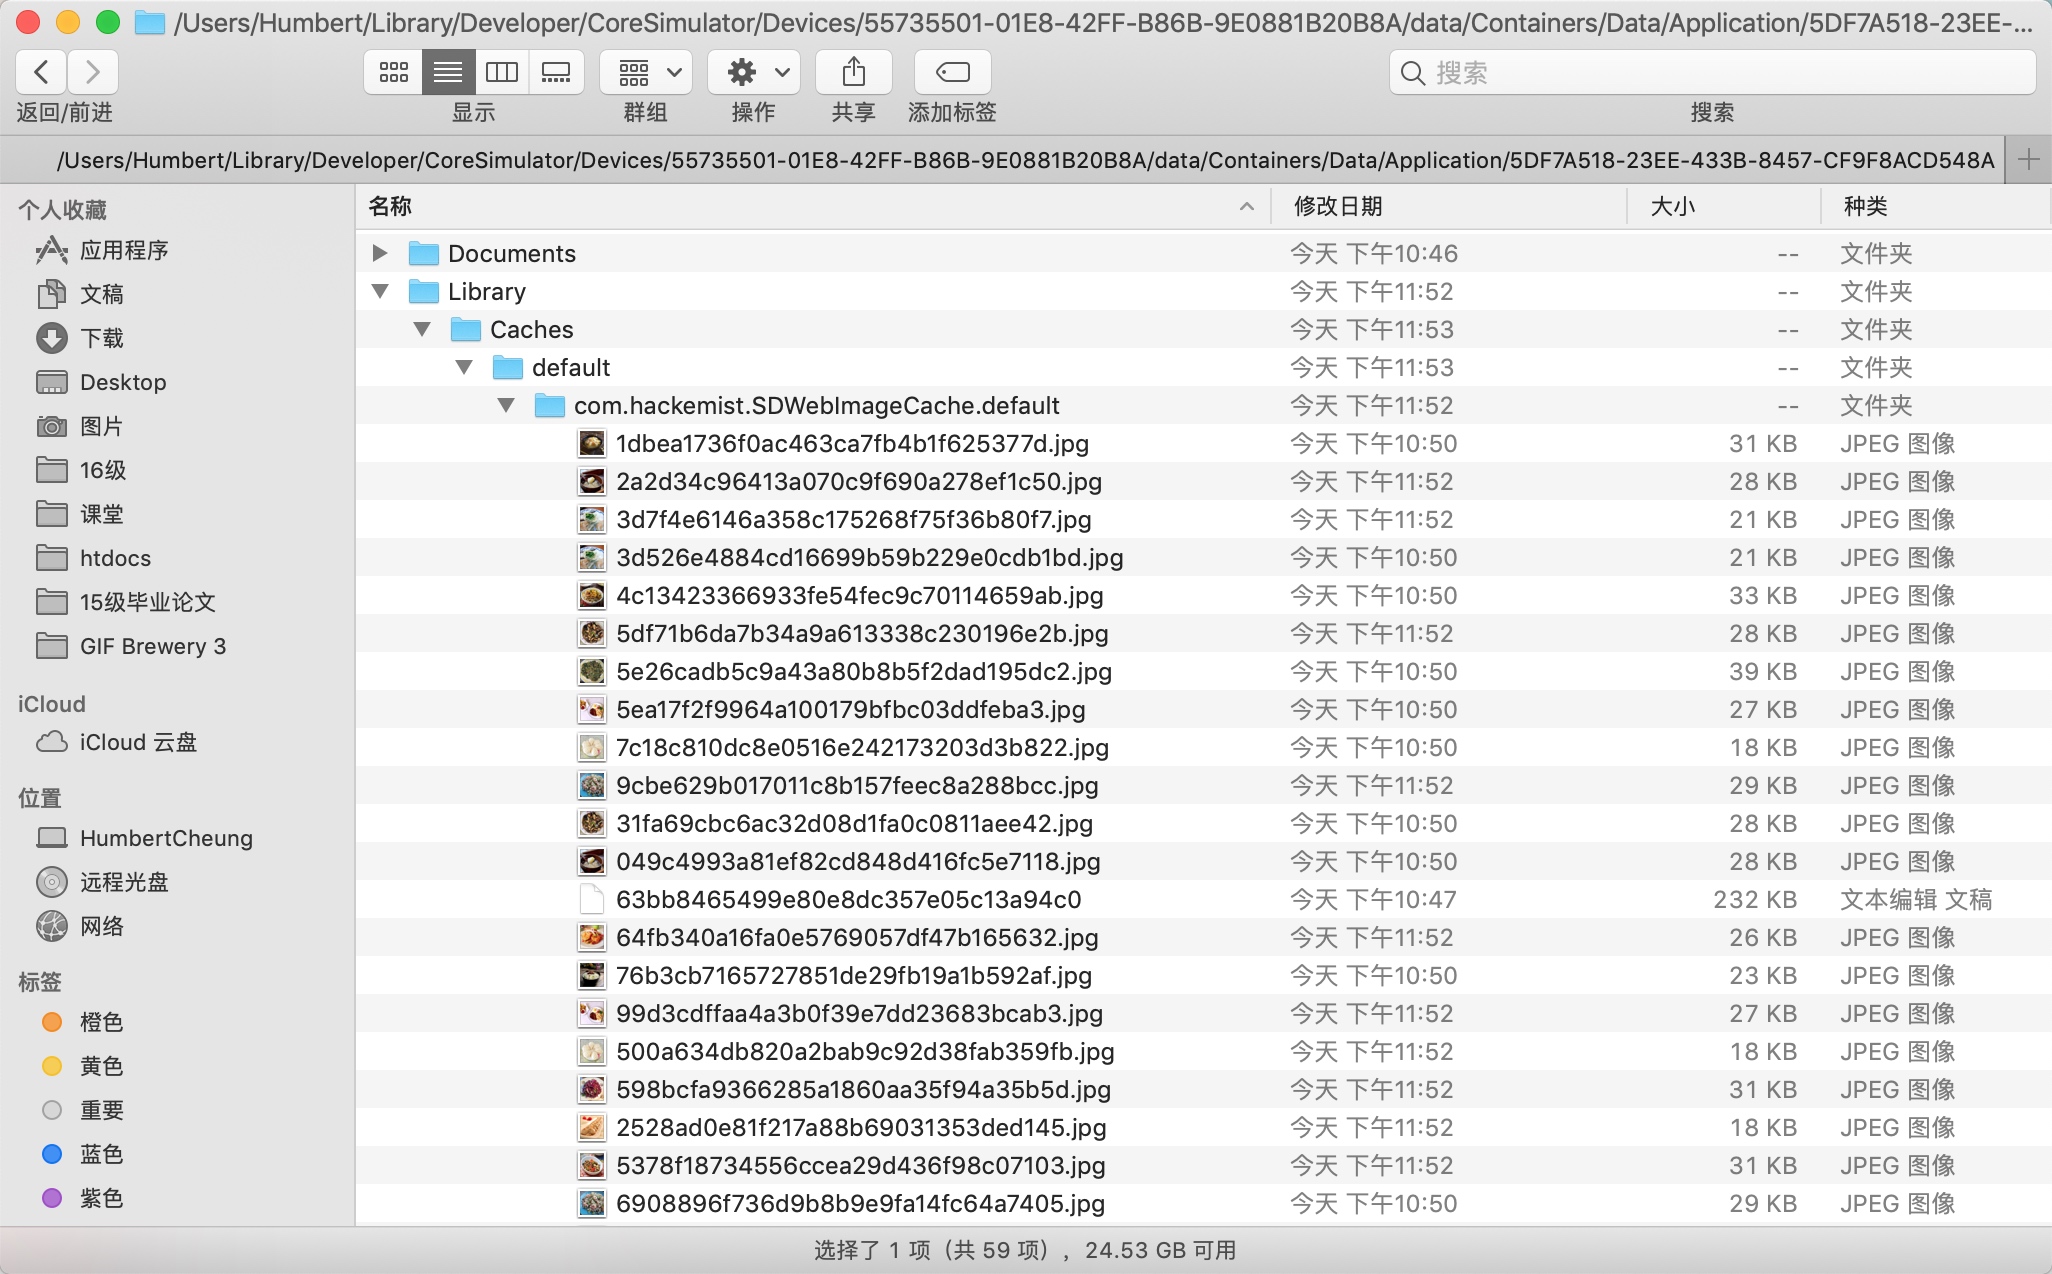 /Users/Humbert/Library/Developer/CoreSimulator/Devices/55735501-01E8-42FF-B86B-9E0881B20B8A/data/Containers/Data/Application/5DF7A518-23EE-...
搜索
返回/前进 显示 群组 操作 共享 添加标签 搜索
/Users/Humbert/Library/Developer/CoreSimulator/Devices/55735501-01E8-42FF-B86B-9E0881B20B8A/data/Containers/Data/Application/5DF7A518-23EE-433B-8457-CF9F8ACD548A
个人收藏
应用程序
文稿
下载
Desktop
图片
16级
课堂
htdocs
15级毕业论文
GIF Brewery 3
iCloud
iCloud 云盘
位置
HumbertCheung
远程光盘
网络
标签
橙色
黄色
重要
蓝色
紫色
名称 修改日期 大小 种类
Documents 今天 下午10:46 -- 文件夹
Library 今天 下午11:52 -- 文件夹
Caches 今天 下午11:53 -- 文件夹
default 今天 下午11:53 -- 文件夹
com.hackemist.SDWebImageCache.default 今天 下午11:52 -- 文件夹
1dbea1736f0ac463ca7fb4b1f625377d.jpg 今天 下午10:50 31 KB JPEG 图像
2a2d34c96413a070c9f690a278ef1c50.jpg 今天 下午11:52 28 KB JPEG 图像
3d7f4e6146a358c175268f75f36b80f7.jpg 今天 下午11:52 21 KB JPEG 图像
3d526e4884cd16699b59b229e0cdb1bd.jpg 今天 下午10:50 21 KB JPEG 图像
4c13423366933fe54fec9c70114659ab.jpg 今天 下午10:50 33 KB JPEG 图像
5df71b6da7b34a9a613338c230196e2b.jpg 今天 下午11:52 28 KB JPEG 图像
5e26cadb5c9a43a80b8b5f2dad195dc2.jpg 今天 下午10:50 39 KB JPEG 图像
5ea17f2f9964a100179bfbc03ddfeba3.jpg 今天 下午10:50 27 KB JPEG 图像
7c18c810dc8e0516e242173203d3b822.jpg 今天 下午10:50 18 KB JPEG 图像
9cbe629b017011c8b157feec8a288bcc.jpg 今天 下午11:52 29 KB JPEG 图像
31fa69cbc6ac32d08d1fa0c0811aee42.jpg 今天 下午10:50 28 KB JPEG 图像
049c4993a81ef82cd848d416fc5e7118.jpg 今天 下午10:50 28 KB JPEG 图像
63bb8465499e80e8dc357e05c13a94c0 今天 下午10:47 232 KB 文本编辑 文稿
64fb340a16fa0e5769057df47b165632.jpg 今天 下午11:52 26 KB JPEG 图像
76b3cb7165727851de29fb19a1b592af.jpg 今天 下午10:50 23 KB JPEG 图像
99d3cdffaa4a3b0f39e7dd23683bcab3.jpg 今天 下午11:52 27 KB JPEG 图像
500a634db820a2bab9c92d38fab359fb.jpg 今天 下午11:52 18 KB JPEG 图像
598bcfa9366285a1860aa35f94a35b5d.jpg 今天 下午11:52 31 KB JPEG 图像
2528ad0e81f217a88b69031353ded145.jpg 今天 下午11:52 18 KB JPEG 图像
5378f18734556ccea29d436f98c07103.jpg 今天 下午11:52 31 KB JPEG 图像
6908896f736d9b8b9e9fa14fc64a7405.jpg 今天 下午10:50 29 KB JPEG 图像
选择了 1 项（共 59 项），24.53 GB 可用